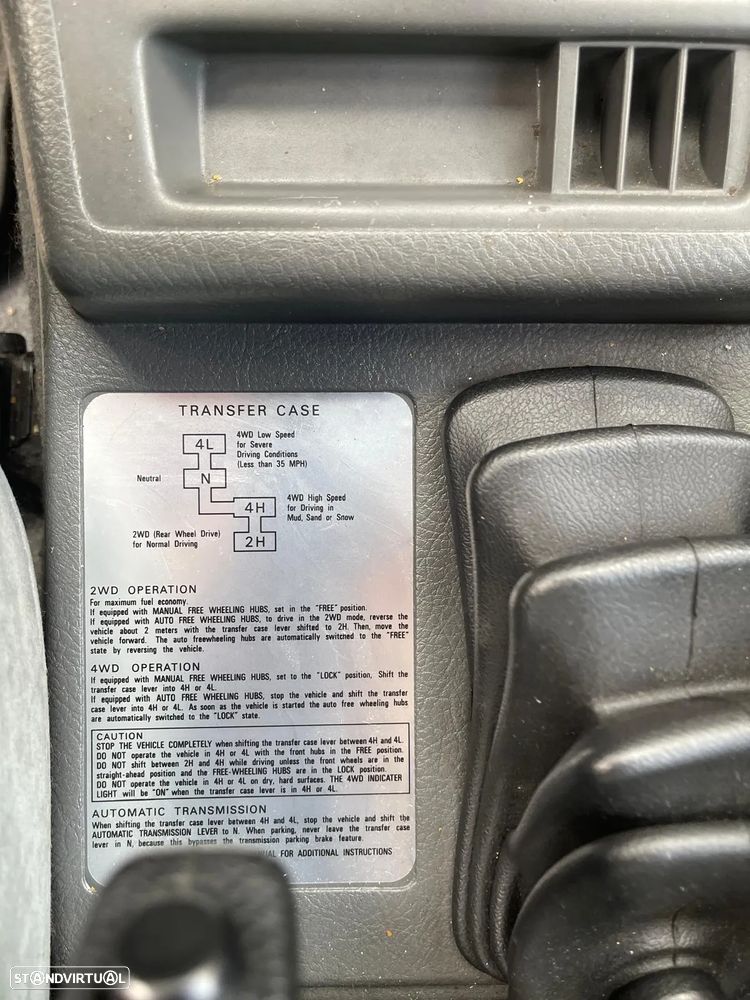 TRANSFER CASE
4L
4WD Low Speed
for Severe
Driving Conditions
(Less than 35 MPH)
Neutral
N
4H
4WD High Speed
for Driving in
Mud, Sand or Snow
2WD (Rear Wheel Drive)
for Normal Driving
2H
2WD OPERATION
For maximum fuel economy.
If equipped with MANUAL FREE WHEELING HUBS, set in the "FREE" position.
If equipped with AUTO FREE WHEELING HUBS, to drive in the 2WD mode, reverse the
vehicle about 2 meters with the transfer case lever shifted to 2H. Then, move the
vehicle forward. The auto freewheeling hubs are automatically switched to the "FREE"
state by reversing the vehicle.
4WD OPERATION
If equipped with MANUAL FREE WHEELING HUBS, set to the "LOCK" position, Shift the
transfer case lever into 4H or 4L.
If equipped with AUTO FREE WHEELING HUBS, stop the vehicle and shift the transfer
case lever into 4H or 4L. As soon as the vehicle is started the auto free wheeling hubs
are automatically switched to the "LOCK" state.
CAUTION
STOP THE VEHICLE COMPLETELY when shifting the transfer case lever between 4H and 4L.
DO NOT operate the vehicle in 4H or 4L with the front hubs in the FREE position.
DO NOT shift between 2H and 4H while driving unless the front wheels are in the
straight-ahead position and the FREE-WHEELING HUBS are in the LOCK position.
DO NOT operate the vehicle in 4H or 4L on dry, hard surfaces. THE 4WD INDICATER
LIGHT will be "ON" when the transfer case lever is in 4H or 4L.
AUTOMATIC TRANSMISSION
When shifting the transfer case lever between 4H and 4L, stop the vehicle and shift the
AUTOMATIC TRANSMISSION LEVER to N. When parking, never leave the transfer case
lever in N, because this bypasses the transmission parking brake feature.
FOR ADDITIONAL INSTRUCTIONS
STANDVIRTUAL